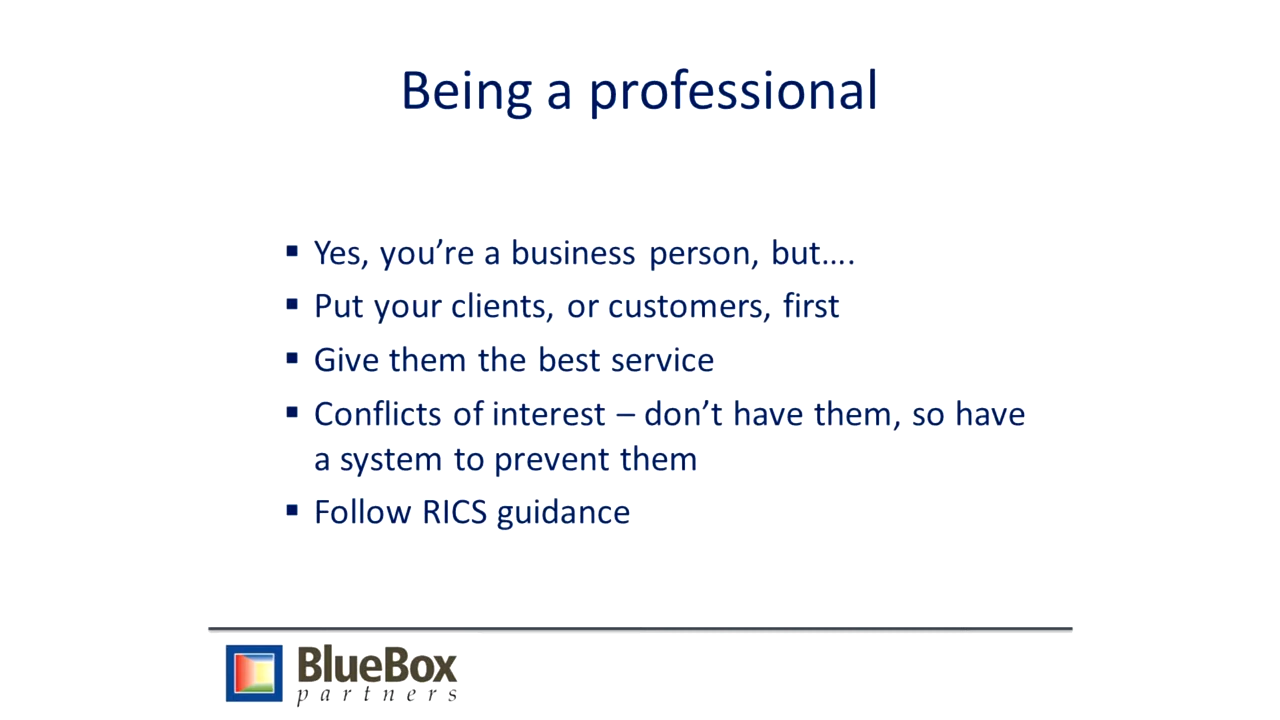 Being a professional
▪ Yes, you’re a business person, but….
▪ Put your clients, or customers, first
▪ Give them the best service
▪ Conflicts of interest – don’t have them, so have
a system to prevent them
▪ Follow RICS guidance
BlueBox
partners